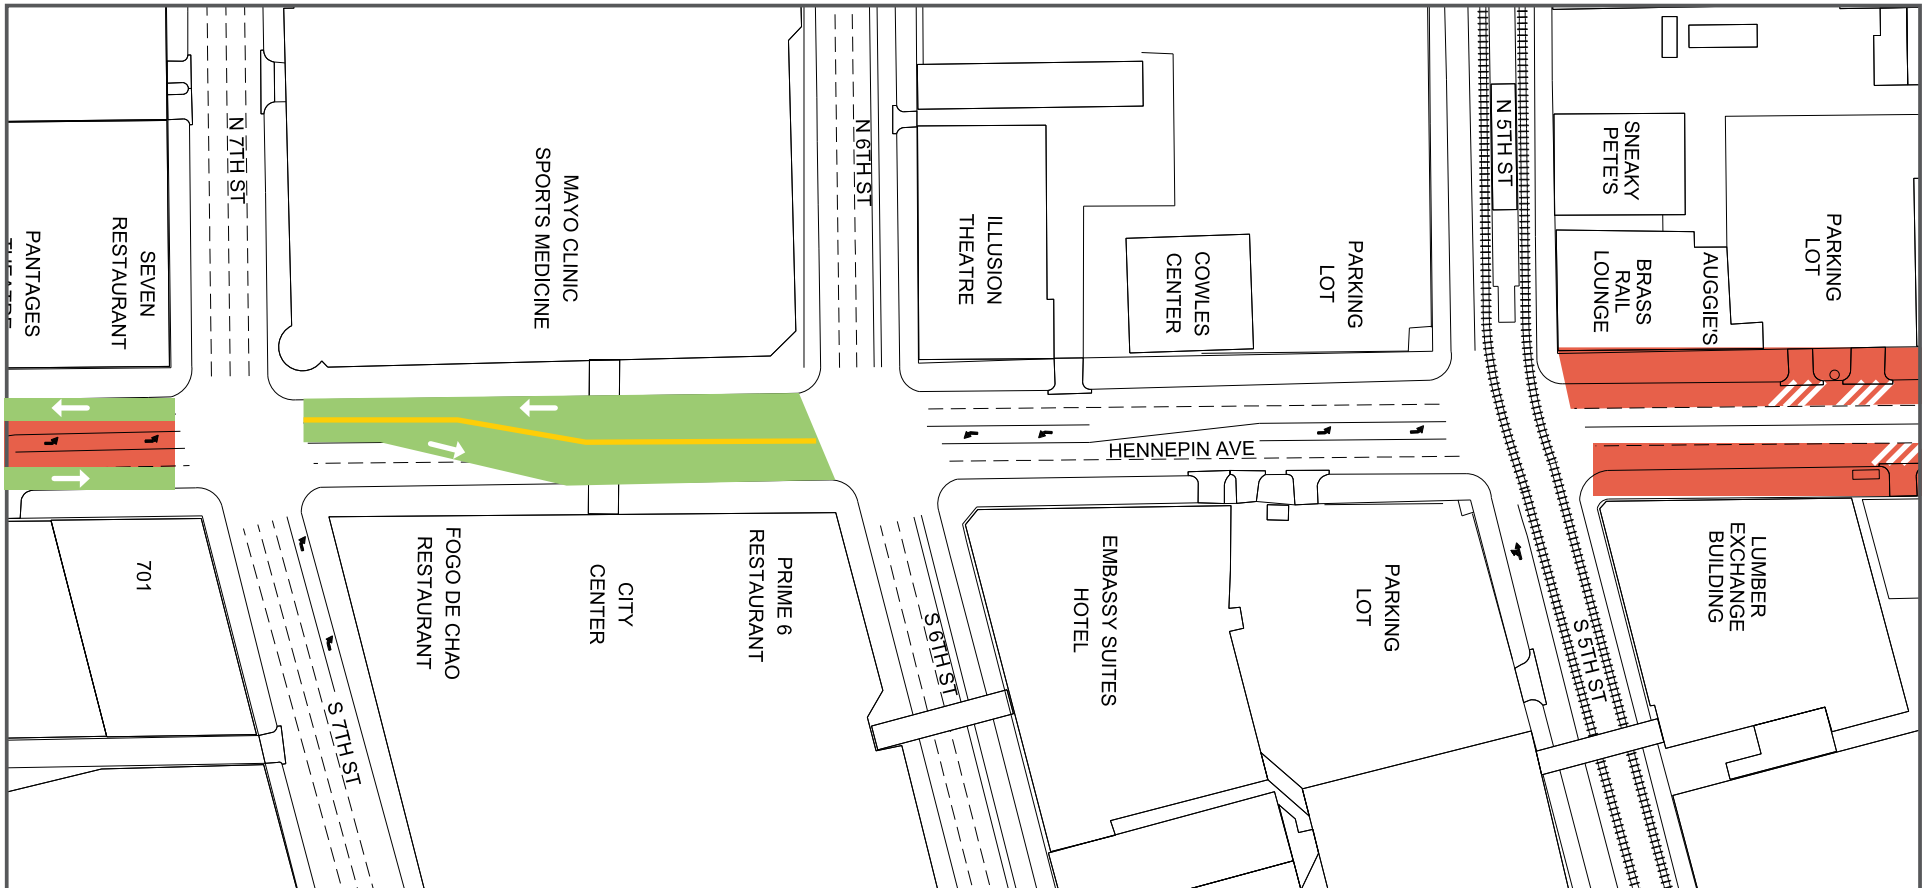 N 7TH ST
N 6TH ST
N 5TH ST
SNEAKY
PETE'S
PARKING
LOT
BRASS
RAIL
LOUNGE
AUGGIE'S
PANTAGES
SEVEN
RESTAURANT
MAYO CLINIC
SPORTS MEDICINE
ILLUSION
THEATRE
COWLES
CENTER
PARKING
LOT
HENNEPIN AVE
701
S 7TH ST
FOGO DE CHAO
RESTAURANT
CITY
CENTER
PRIME 6
RESTAURANT
S 6TH ST
EMBASSY SUITES
HOTEL
PARKING
LOT
S 5TH ST
LUMBER
EXCHANGE
BUILDING